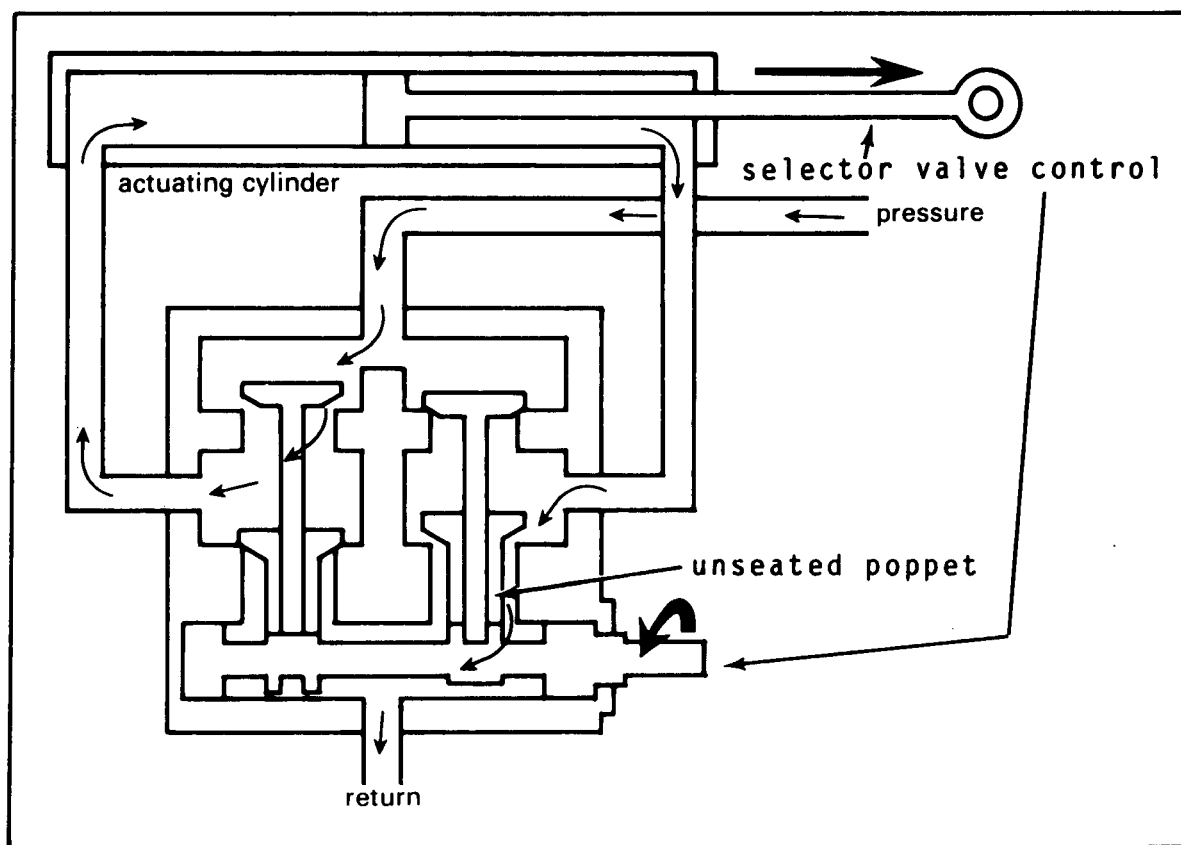 actuating cylinder
selector valve control
pressure
unseated poppet
return